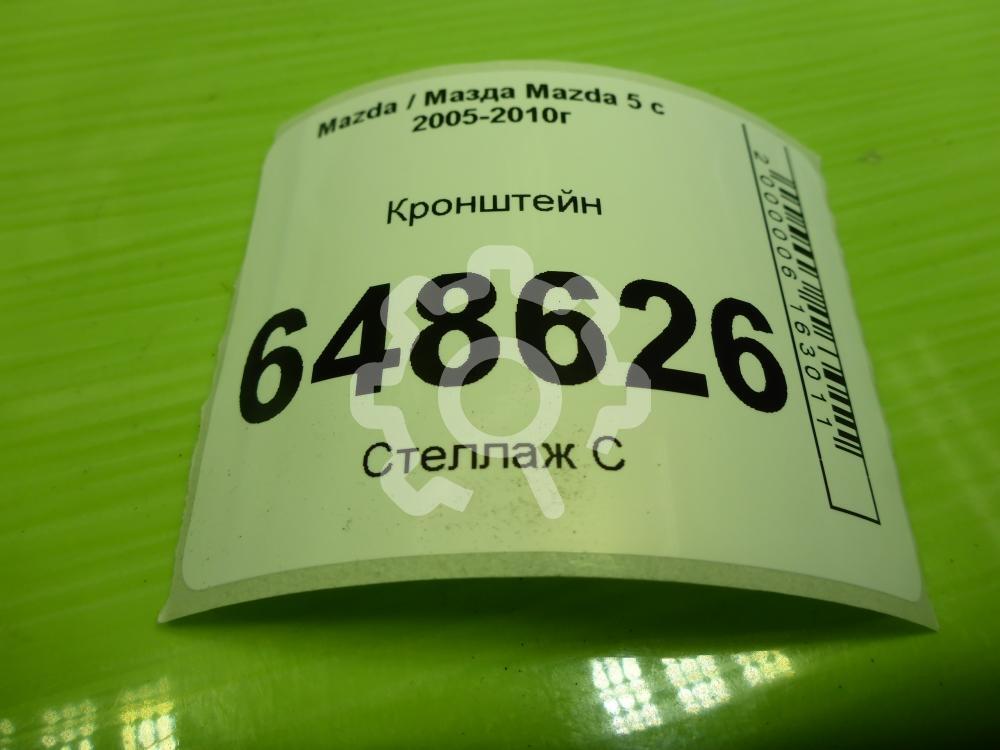 Mazda / Мазда Mazda 5 с
2005-2010г
Кронштейн
648626
Стеллаж С
2000006163011